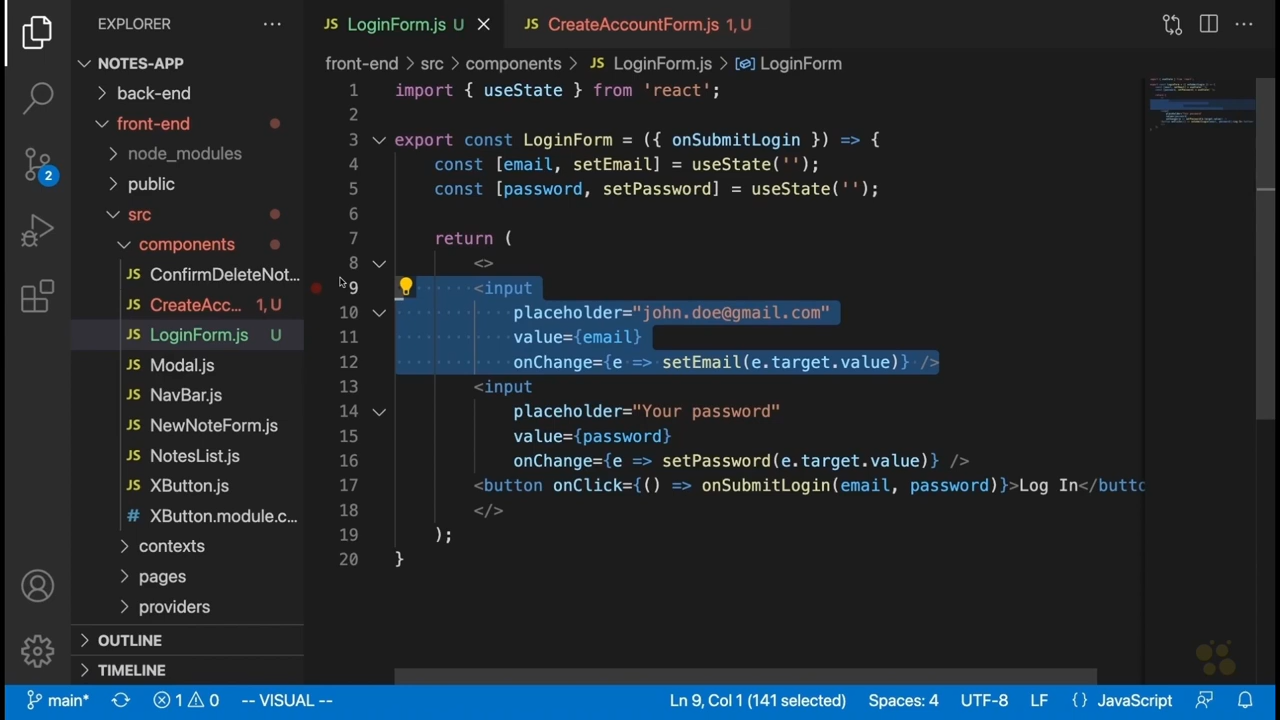 EXPLORER
NOTES-APP
back-end
front-end
node_modules
public
src
components
ConfirmDeleteNot...
CreateAcc... 1, U
LoginForm.js U
Modal.js
NavBar.js
NewNoteForm.js
NotesList.js
XButton.js
XButton.module.c...
contexts
pages
providers
OUTLINE
TIMELINE
2
JS LoginForm.js U
JS CreateAccountForm.js 1, U
front-end > src > components > JS LoginForm.js > LoginForm
1 import { useState } from 'react';
2
3 export const LoginForm = ({ onSubmitLogin }) => {
4 const [email, setEmail] = useState('');
5 const [password, setPassword] = useState('');
6
7 return (
8 <>
9 <input
10 placeholder="john.doe@gmail.com"
11 value={email}
12 onChange={e => setEmail(e.target.value)} />
13 <input
14 placeholder="Your password"
15 value={password}
16 onChange={e => setPassword(e.target.value)} />
17 <button onClick={() => onSubmitLogin(email, password)}>Log In</butto
18 </>
19 );
20 }
main* 1 0 -- VISUAL -- Ln 9, Col 1 (141 selected) Spaces: 4 UTF-8 LF {} JavaScript